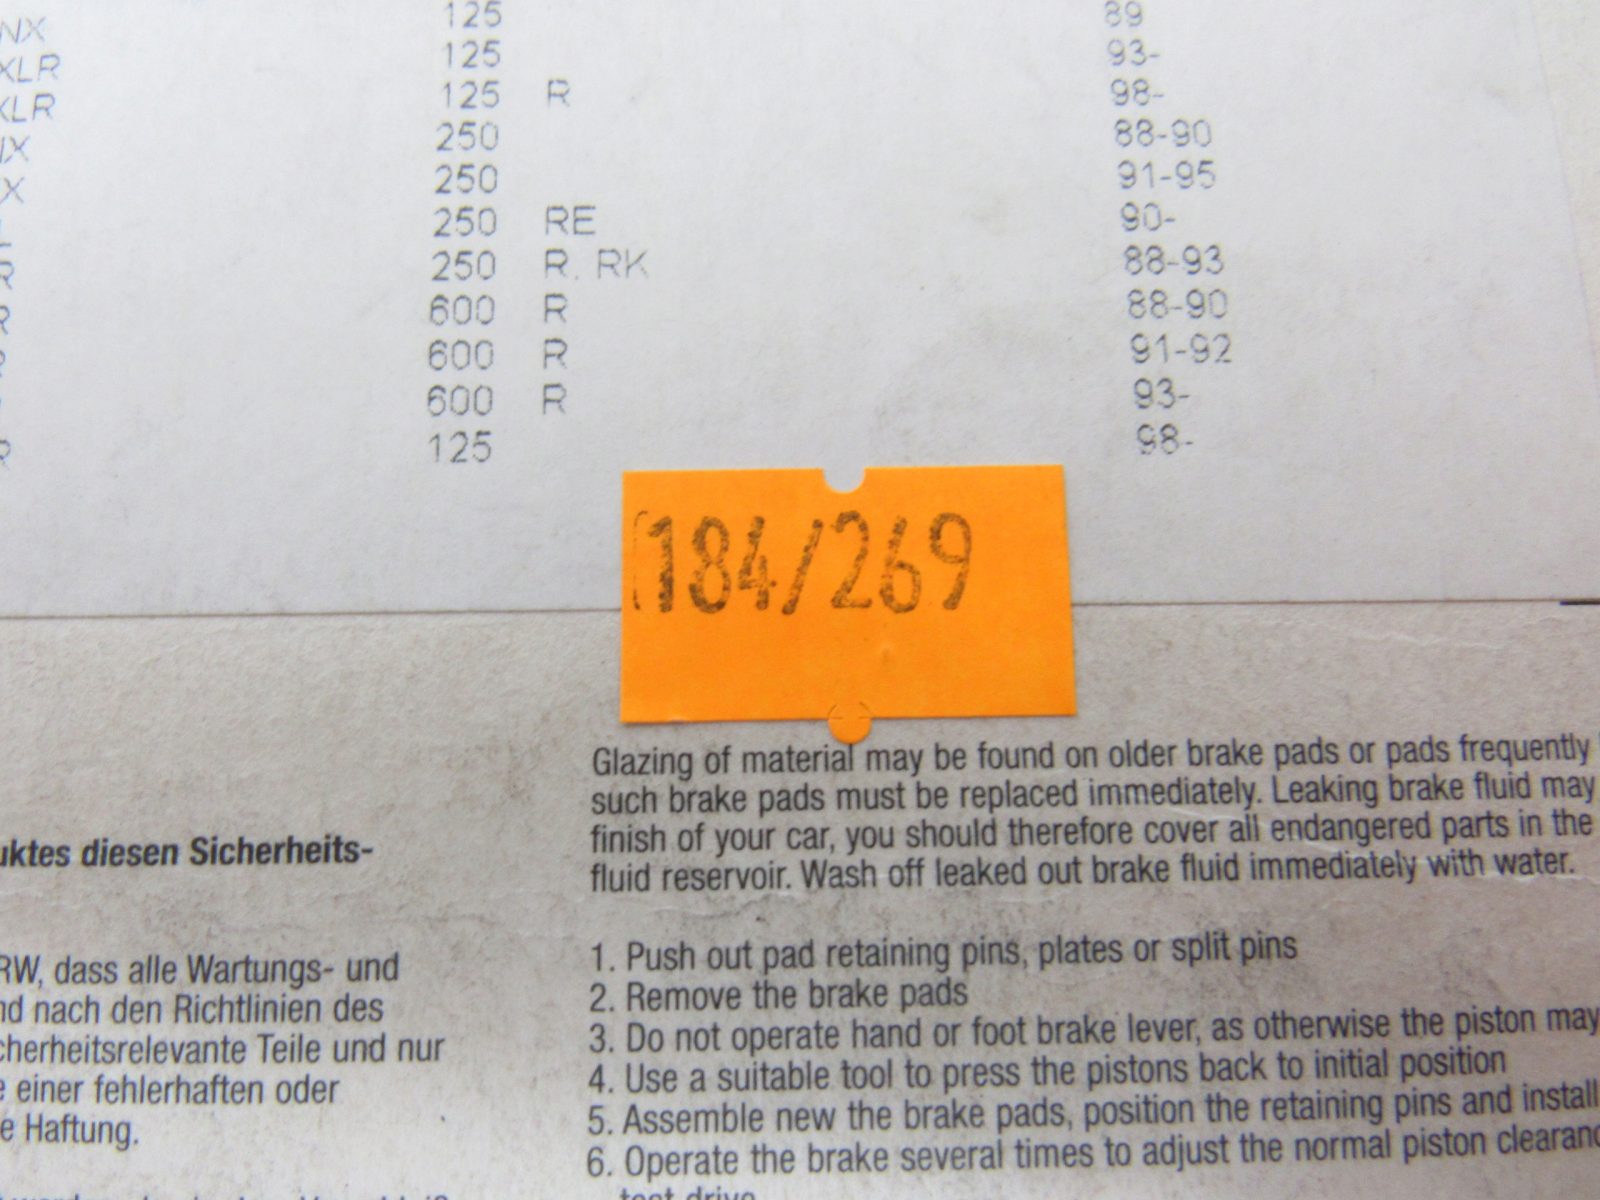 NX 125 89
XLR 125 93-
XLR 125 R 98-
250 88-90
X 250 91-95
250 RE 90-
R 250 R. RK 88-93
R 600 R 88-90
600 R 91-92
600 R 93-
R 125 98-
184/269
Glazing of material may be found on older brake pads or pads frequently
such brake pads must be replaced immediately. Leaking brake fluid may
finish of your car, you should therefore cover all endangered parts in the
fluid reservoir. Wash off leaked out brake fluid immediately with water.
uktes diesen Sicherheits-
RW, dass alle Wartungs- und
nd nach den Richtlinien des
cherheitsrelevante Teile und nur
e einer fehlerhaften oder
e Haftung.
1. Push out pad retaining pins, plates or split pins
2. Remove the brake pads
3. Do not operate hand or foot brake lever, as otherwise the piston may
4. Use a suitable tool to press the pistons back to initial position
5. Assemble new the brake pads, position the retaining pins and install
6. Operate the brake several times to adjust the normal piston clearanc
test drive